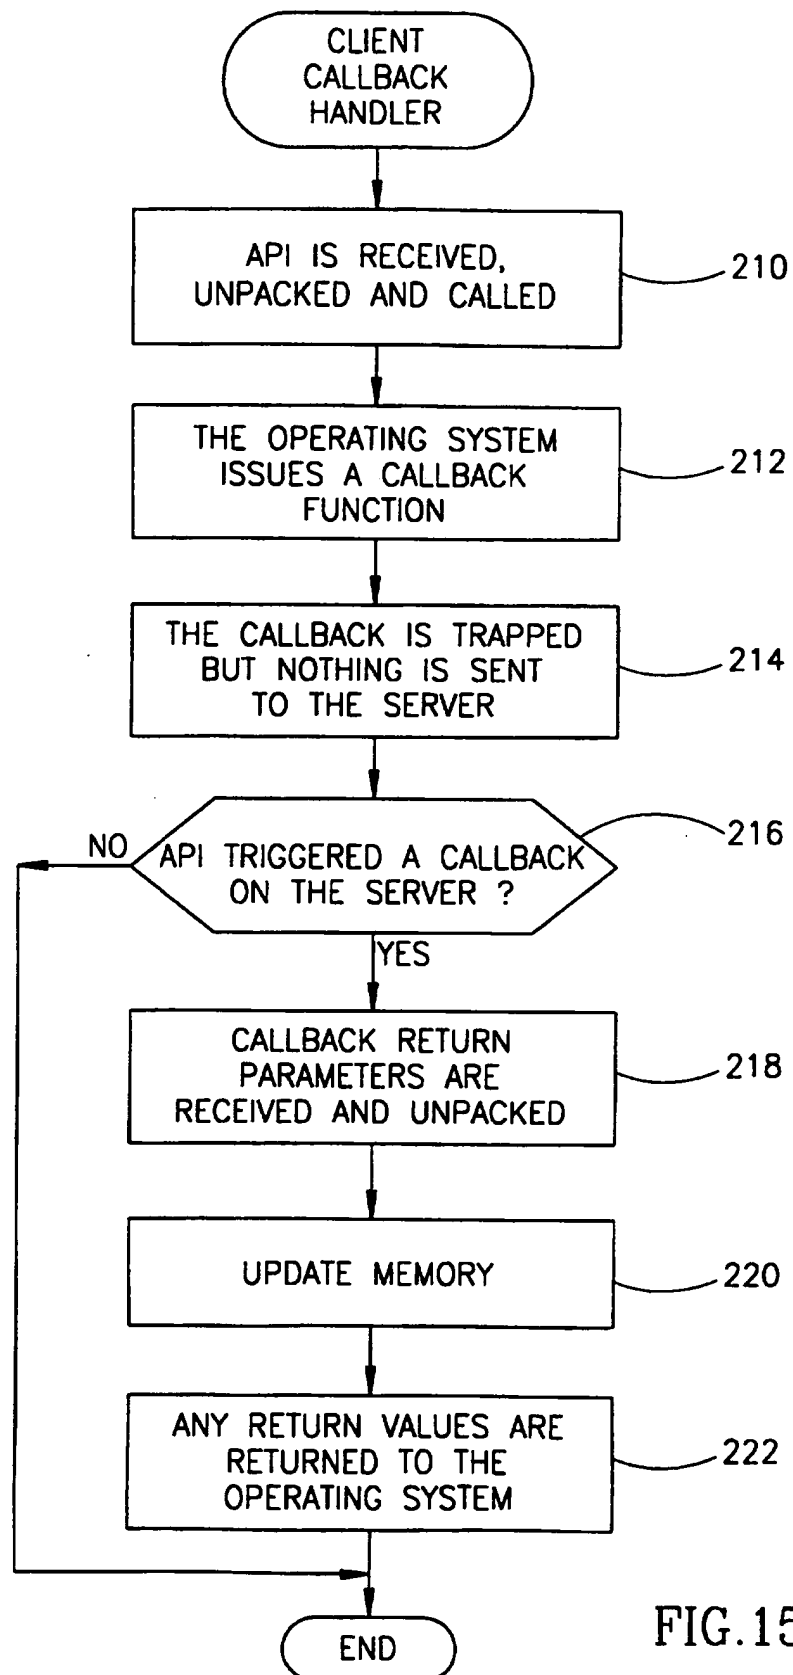 CLIENT
CALLBACK
HANDLER
API IS RECEIVED,
UNPACKED AND CALLED
210
THE OPERATING SYSTEM
ISSUES A CALLBACK
FUNCTION
212
THE CALLBACK IS TRAPPED
BUT NOTHING IS SENT
TO THE SERVER
214
NO
API TRIGGERED A CALLBACK
ON THE SERVER ?
216
YES
CALLBACK RETURN
PARAMETERS ARE
RECEIVED AND UNPACKED
218
UPDATE MEMORY
220
ANY RETURN VALUES ARE
RETURNED TO THE
OPERATING SYSTEM
222
END
FIG.15